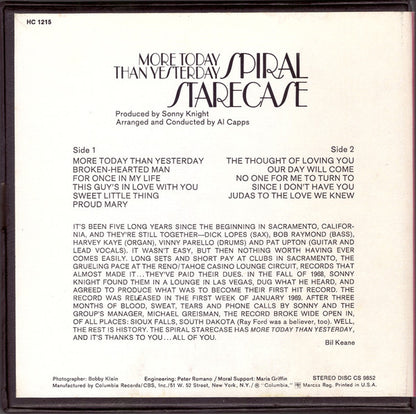 HC 1215
MORE TODAY
THAN YESTERDAY
SPIRAL
STARECASE
Produced by Sonny Knight
Arranged and Conducted by Al Capps
Side 1
MORE TODAY THAN YESTERDAY
BROKEN-HEARTED MAN
FOR ONCE IN MY LIFE
THIS GUY'S IN LOVE WITH YOU
SWEET LITTLE THING
PROUD MARY
Side 2
THE THOUGHT OF LOVING YOU
OUR DAY WILL COME
NO ONE FOR ME TO TURN TO
SINCE I DON'T HAVE YOU
JUDAS TO THE LOVE WE KNEW
IT'S BEEN FIVE LONG YEARS SINCE THE BEGINNING IN SACRAMENTO, CALIFOR-
NIA, AND THEY'RE STILL TOGETHER—DICK LOPES (SAX), BOB RAYMOND (BASS),
HARVEY KAYE (ORGAN), VINNY PARRELLO (DRUMS) AND PAT UPTON (GUITAR AND
LEAD VOCALS). IT WASN'T EASY, BUT THEN NOTHING WORTH HAVING EVER
COMES EASILY. LONG SETS AND SHORT PAY AT CLUBS IN SACRAMENTO, THE
GRUELING PACE AT THE RENO/TAHOE CASINO LOUNGE CIRCUIT, RECORDS THAT
ALMOST MADE IT...THEY'VE PAID THEIR DUES. IN THE FALL OF 1968, SONNY
KNIGHT FOUND THEM IN A LOUNGE IN LAS VEGAS, DUG WHAT HE HEARD, AND
AGREED TO PRODUCE WHAT WAS TO BECOME THEIR FIRST HIT RECORD. THE
RECORD WAS RELEASED IN THE FIRST WEEK OF JANUARY 1969. AFTER THREE
MONTHS OF BLOOD, SWEAT, TEARS AND PHONE CALLS BY SONNY AND THE
GROUP'S MANAGER, MICHAEL GREISMAN, THE RECORD BROKE WIDE OPEN IN,
OF ALL PLACES: SIOUX FALLS, SOUTH DAKOTA (Ray Ford was a believer, too). WELL,
THE REST IS HISTORY. THE SPIRAL STARECASE HAS MORE TODAY THAN YESTERDAY,
AND IT'S THANKS TO YOU...ALL OF YOU.
Bil Keane
Photographer: Bobby Klein
Engineering: Peter Romano / Moral Support: Maria Griffin
STEREO DISC CS 9852
Manufactured by Columbia Records/CBS, Inc./51 W. 52 Street, New York, N.Y./ ® "Columbia," Marcas Reg. Printed in U.S.A.